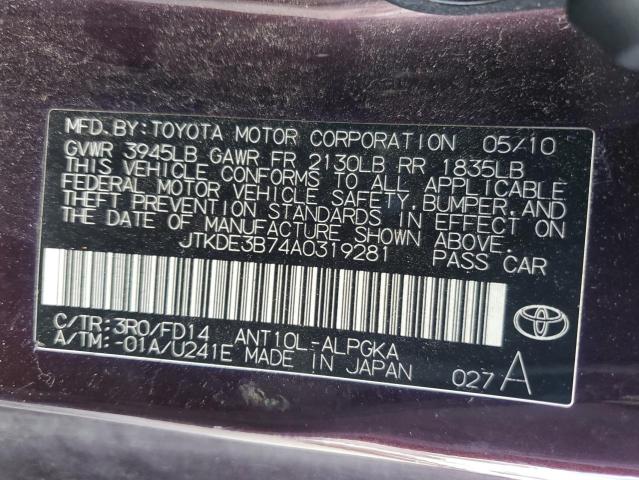 MFD.BY:TOYOTA MOTOR CORPORATION 05/10
GVWR 3945LB GAWR FR 2130LB RR 1835LB
THIS VEHICLE CONFORMS TO ALL APPLICABLE
FEDERAL MOTOR VEHICLE SAFETY,BUMPER,AND
THEFT PREVENTION STANDARDS IN EFFECT ON
THE DATE OF MANUFACTURE SHOWN ABOVE.
JTKDE3B74A0319281 PASS CAR
C/TR:3R0/FD14 ANT10L-ALPGKA
A/TM:-01A/U241E MADE IN JAPAN
027A